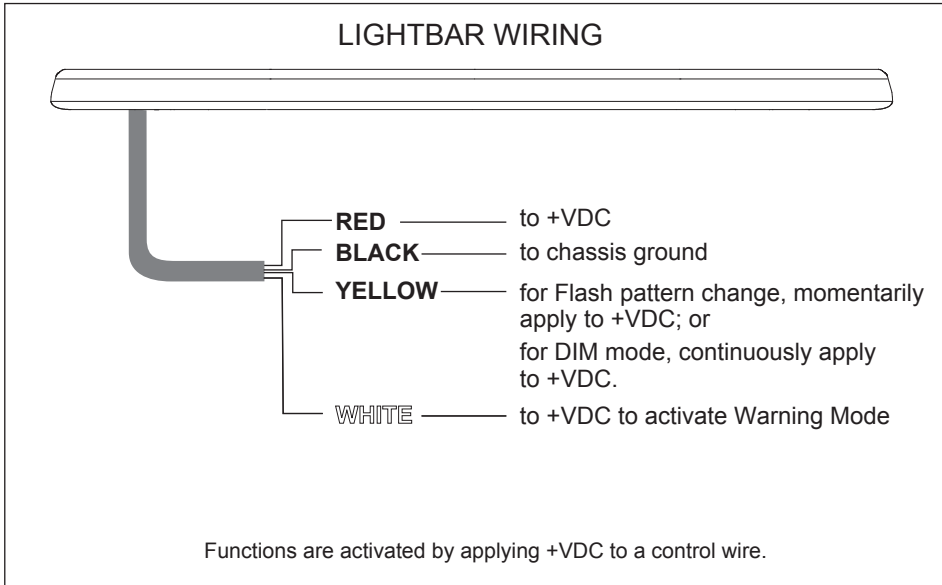 LIGHTBAR WIRING
RED to +VDC
BLACK to chassis ground
YELLOW for Flash pattern change, momentarily
apply to +VDC; or
for DIM mode, continuously apply
to +VDC.
WHITE to +VDC to activate Warning Mode
Functions are activated by applying +VDC to a control wire.